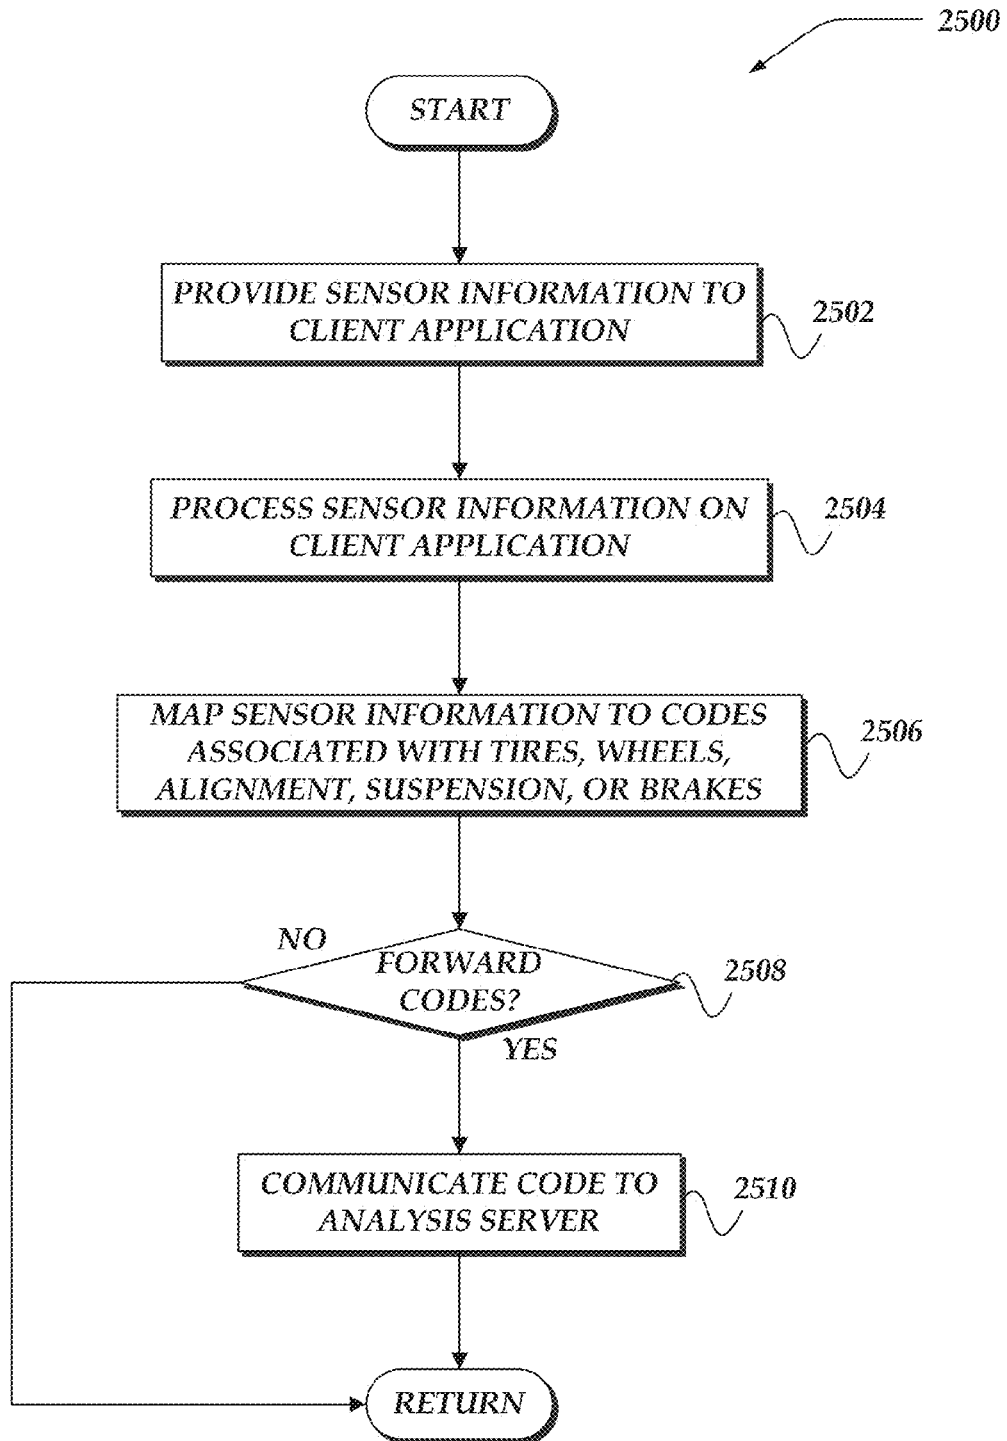 2500
START
PROVIDE SENSOR INFORMATION TO
CLIENT APPLICATION
2502
PROCESS SENSOR INFORMATION ON
CLIENT APPLICATION
2504
MAP SENSOR INFORMATION TO CODES
ASSOCIATED WITH TIRES, WHEELS,
ALIGNMENT, SUSPENSION, OR BRAKES
2506
NO
FORWARD
CODES?
2508
YES
COMMUNICATE CODE TO
ANALYSIS SERVER
2510
RETURN